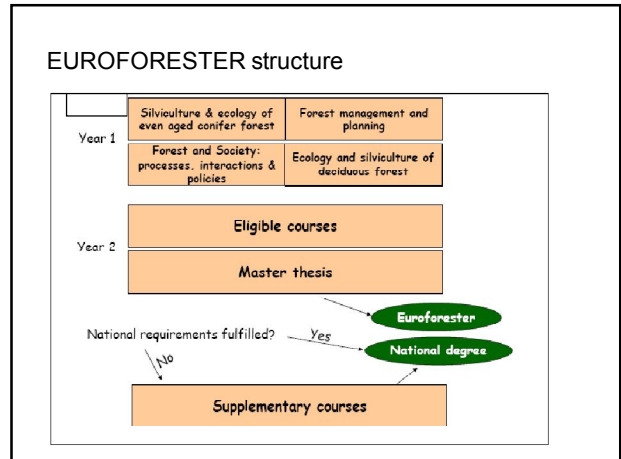 EUROFORESTER structure
Year 1
Silviculture & ecology of
even aged conifer forest
Forest management and
planning
Forest and Society:
processes, interactions &
policies
Ecology and silviculture of
deciduous forest
Year 2
Eligible courses
Master thesis
Euroforester
National requirements fulfilled?
Yes
National degree
No
Supplementary courses